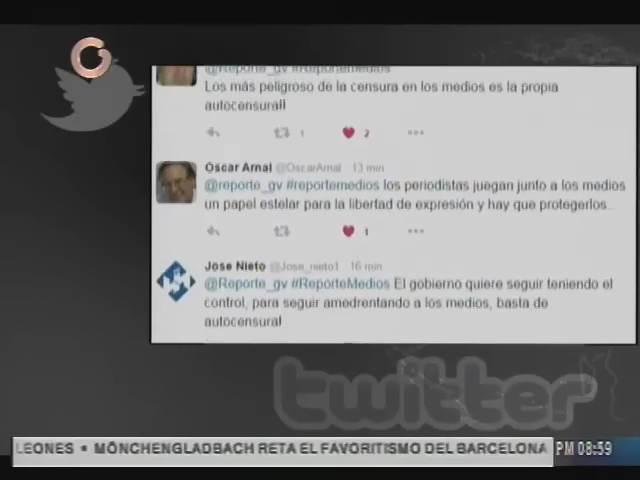 @Reporte_gv #Reportemedios
Los más peligroso de la censura en los medios es la propia
autocensura!!
1 2
Oscar Arnal @OscarArnal 13 min
@reporte_gv #reportemedios los periodistas juegan junto a los medios
un papel estelar para la libertad de expresión y hay que protegerlos...
1
Jose Nieto @Jose_nieto1 16 min
@Reporte_gv #ReporteMedios El gobierno quiere seguir teniendo el
control, para seguir amedrentando a los medios, basta de
autocensura!
twitter
LEONES * MÖNCHENGLADBACH RETA EL FAVORITISMO DEL BARCELONA PM 08:59